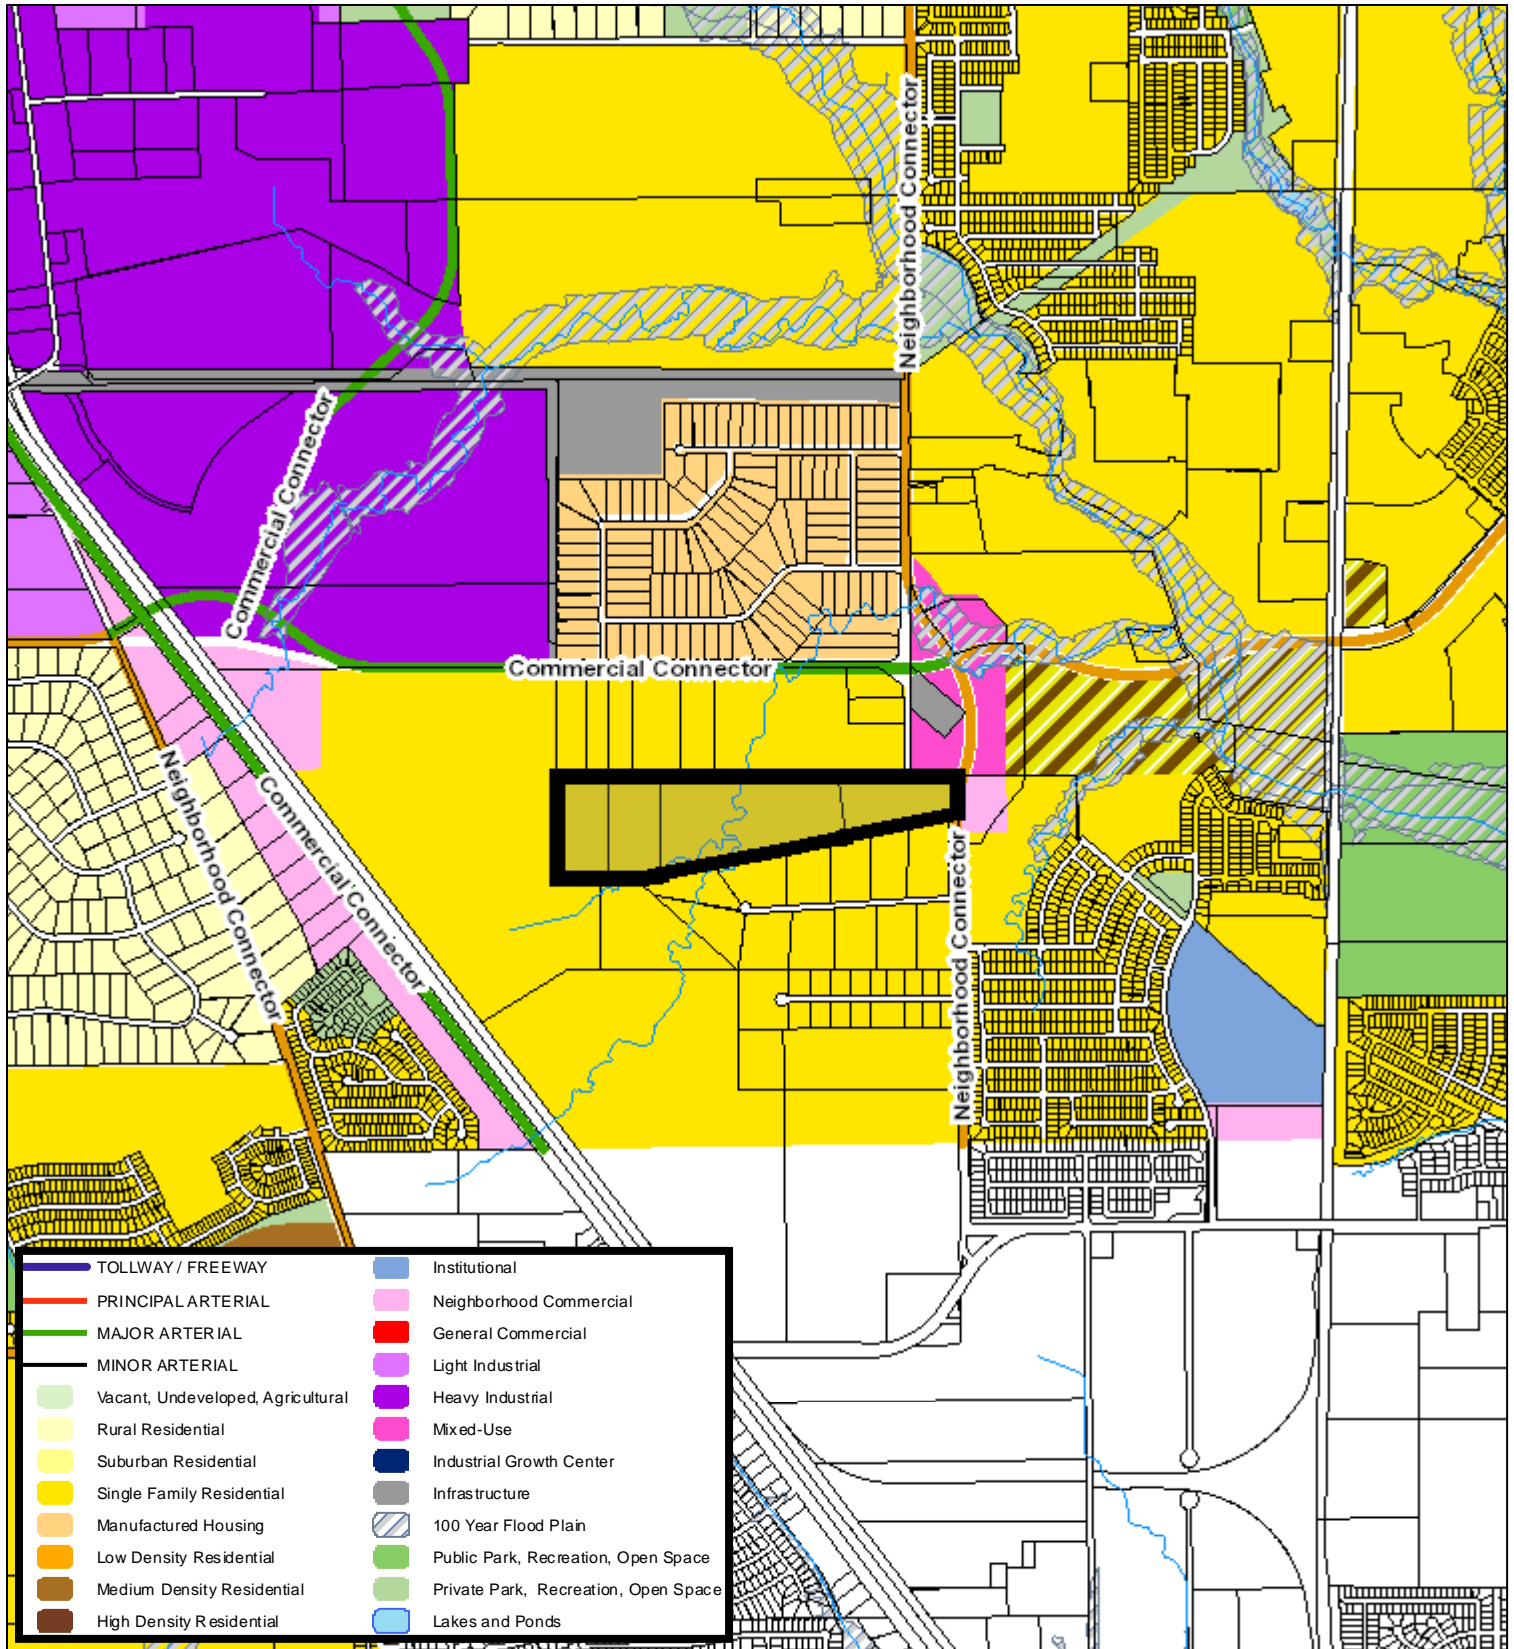 Neighborhood Connector
Commercial Connector
Commercial Connector
Neighborhood Connector
Commercial Connector
Neighborhood Connector
TOLLWAY / FREEWAY
PRINCIPAL ARTERIAL
MAJOR ARTERIAL
MINOR ARTERIAL
Vacant, Undeveloped, Agricultural
Rural Residential
Suburban Residential
Single Family Residential
Manufactured Housing
Low Density Residential
Medium Density Residential
High Density Residential
Institutional
Neighborhood Commercial
General Commercial
Light Industrial
Heavy Industrial
Mixed-Use
Industrial Growth Center
Infrastructure
100 Year Flood Plain
Public Park, Recreation, Open Space
Private Park, Recreation, Open Space
Lakes and Ponds